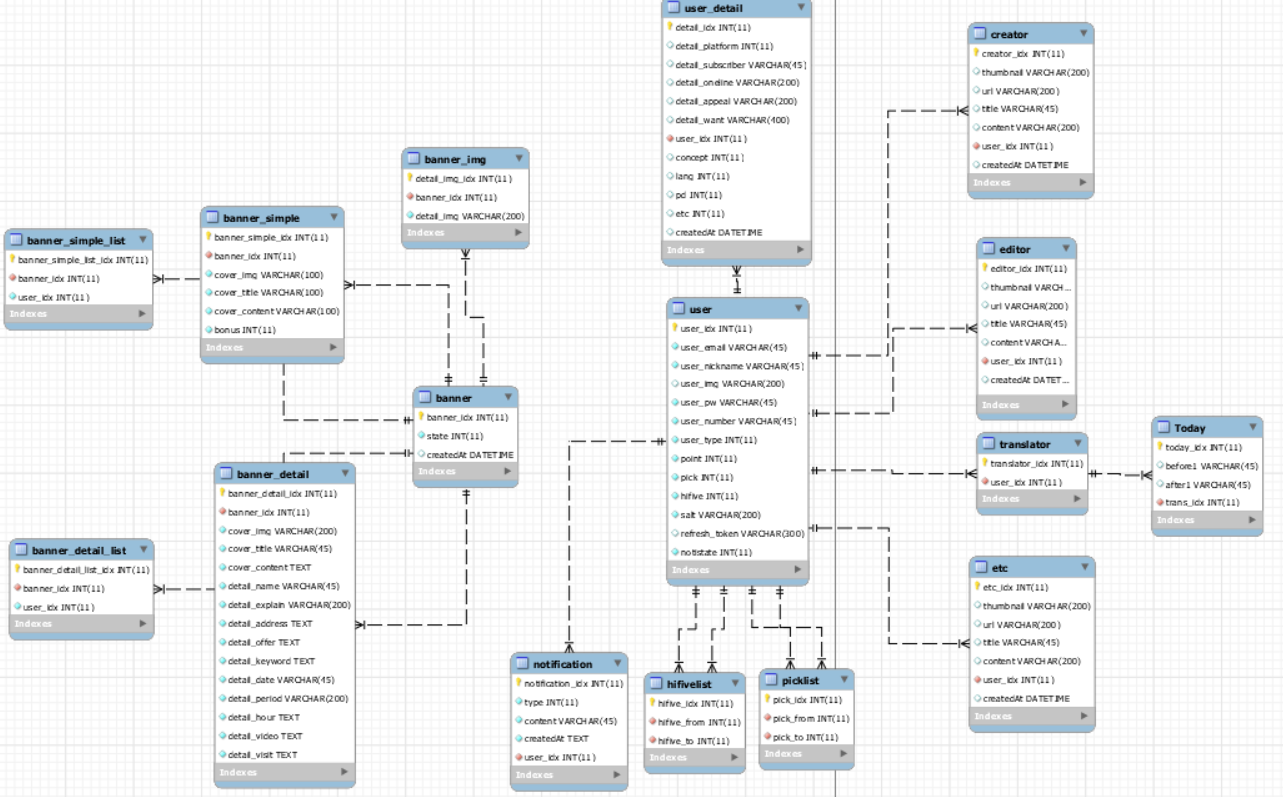 user_detail
detail_idx INT(11)
detail_platform INT(11)
detail_subscriber VARCHAR(45)
detail_oneline VARCHAR(200)
detail_appeal VARCHAR(200)
detail_want VARCHAR(400)
user_idx INT(11)
concept INT(11)
lang INT(11)
pd INT(11)
etc INT(11)
createdAt DATETIME
Indexes
creator
creator_idx INT(11)
thumbnail VARCHAR(200)
url VARCHAR(200)
title VARCHAR(45)
content VARCHAR(200)
user_idx INT(11)
createdAt DATETIME
Indexes
banner_img
detail_img_idx INT(11)
banner_idx INT(11)
detail_img VARCHAR(200)
Indexes
banner_simple
banner_simple_idx INT(11)
banner_idx INT(11)
cover_img VARCHAR(100)
cover_title VARCHAR(100)
cover_content VARCHAR(100)
bonus INT(11)
Indexes
banner_simple_list
banner_simple_list_idx INT(11)
banner_idx INT(11)
user_idx INT(11)
Indexes
editor
editor_idx INT(11)
thumbnail VARCH...
url VARCHAR(200)
title VARCHAR(45)
content VARCHA...
user_idx INT(11)
createdAt DATET...
Indexes
user
user_idx INT(11)
user_email VARCHAR(45)
user_nickname VARCHAR(45)
user_img VARCHAR(200)
user_pw VARCHAR(45)
user_number VARCHAR(45)
user_type INT(11)
point INT(11)
pick INT(11)
hifive INT(11)
salt VARCHAR(200)
refresh_token VARCHAR(300)
notistate INT(11)
Indexes
banner
banner_idx INT(11)
state INT(11)
createdAt DATETIME
Indexes
translator
translator_idx INT(11)
user_idx INT(11)
Indexes
Today
today_idx INT(11)
before1 VARCHAR(45)
after1 VARCHAR(45)
trans_idx INT(11)
Indexes
banner_detail
banner_detail_idx INT(11)
banner_idx INT(11)
cover_img VARCHAR(200)
cover_title VARCHAR(45)
cover_content TEXT
detail_name VARCHAR(45)
detail_explain VARCHAR(200)
detail_address TEXT
detail_offer TEXT
detail_keyword TEXT
detail_date VARCHAR(45)
detail_period VARCHAR(200)
detail_hour TEXT
detail_video TEXT
detail_visit TEXT
Indexes
banner_detail_list
banner_detail_list_idx INT(11)
banner_idx INT(11)
user_idx INT(11)
Indexes
etc
etc_idx INT(11)
thumbnail VARCHAR(200)
url VARCHAR(200)
title VARCHAR(45)
content VARCHAR(200)
user_idx INT(11)
createdAt DATETIME
Indexes
notification
notification_idx INT(11)
type INT(11)
content VARCHAR(45)
createdAt TEXT
user_idx INT(11)
Indexes
hifivelist
hifive_idx INT(11)
hifive_from INT(11)
hifive_to INT(11)
Indexes
picklist
pick_idx INT(11)
pick_from INT(11)
pick_to INT(11)
Indexes